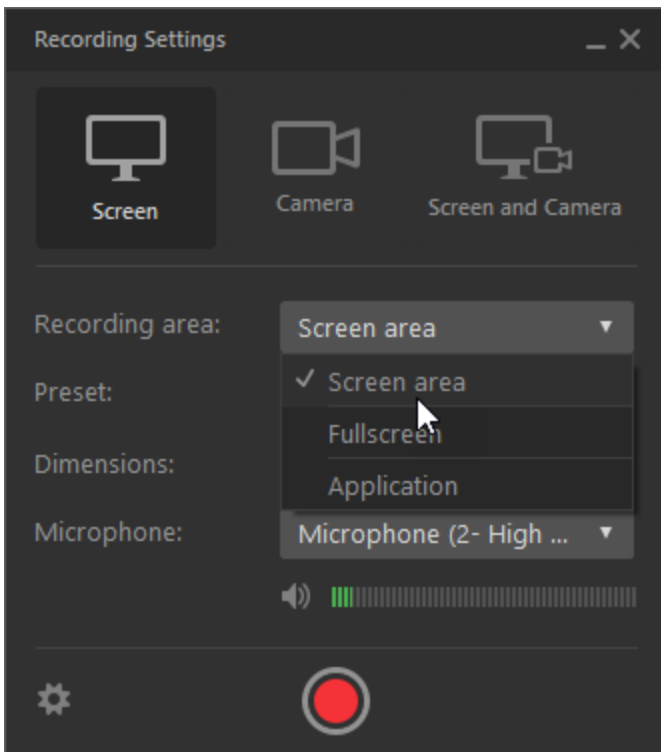 Recording Settings
Screen
Camera
Screen and Camera
Recording area:
Screen area
Screen area
Preset:
Fullscreen
Dimensions:
Application
Microphone:
Microphone (2- High ...